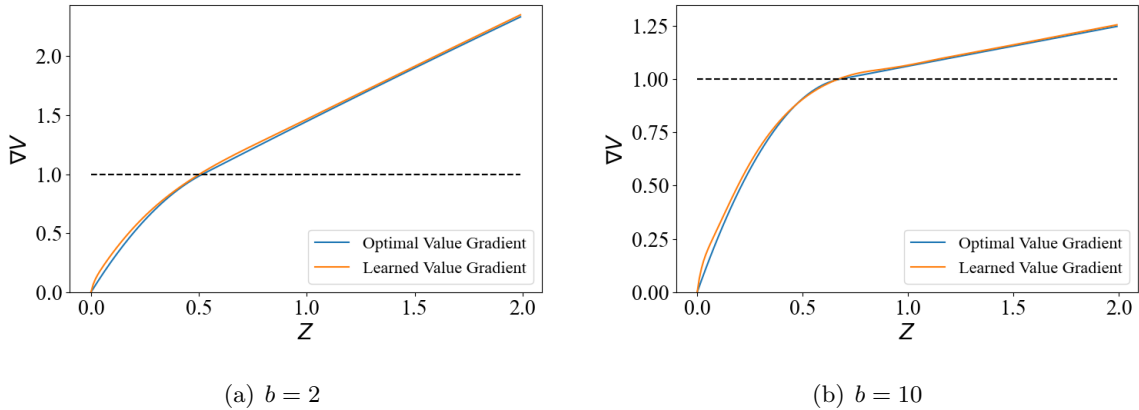 2.0
1.5
1.0
0.5
0.0
∇V
0.0 0.5 1.0 1.5 2.0
Z
Optimal Value Gradient
Learned Value Gradient
(a) b = 2
1.25
1.00
0.75
0.50
0.25
0.00
∇V
0.0 0.5 1.0 1.5 2.0
Z
Optimal Value Gradient
Learned Value Gradient
(b) b = 10